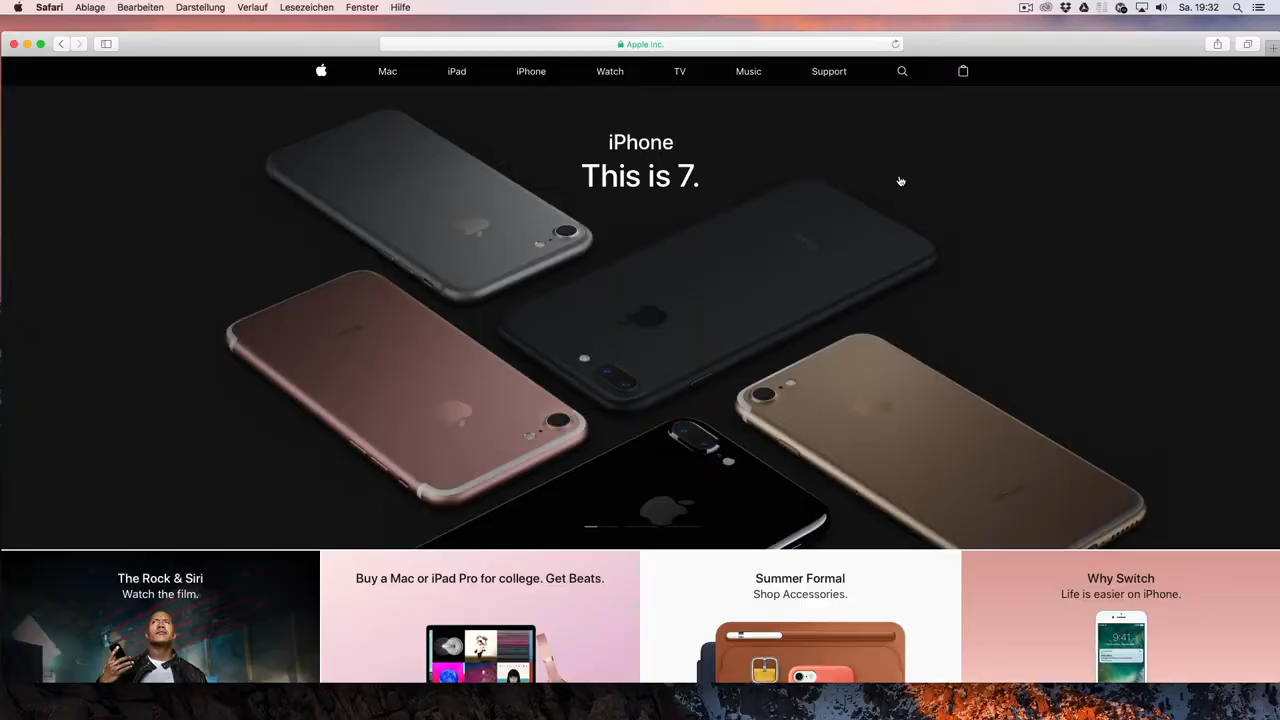 Safari Ablage Bearbeiten Darstellung Verlauf Lesezeichen Fenster Hilfe Sa. 19:32
Apple Inc.
Mac iPad iPhone Watch TV Music Support
iPhone
This is 7.
The Rock & Siri
Watch the film.
Buy a Mac or iPad Pro for college. Get Beats.
Summer Formal
Shop Accessories.
Why Switch
Life is easier on iPhone.
9:41